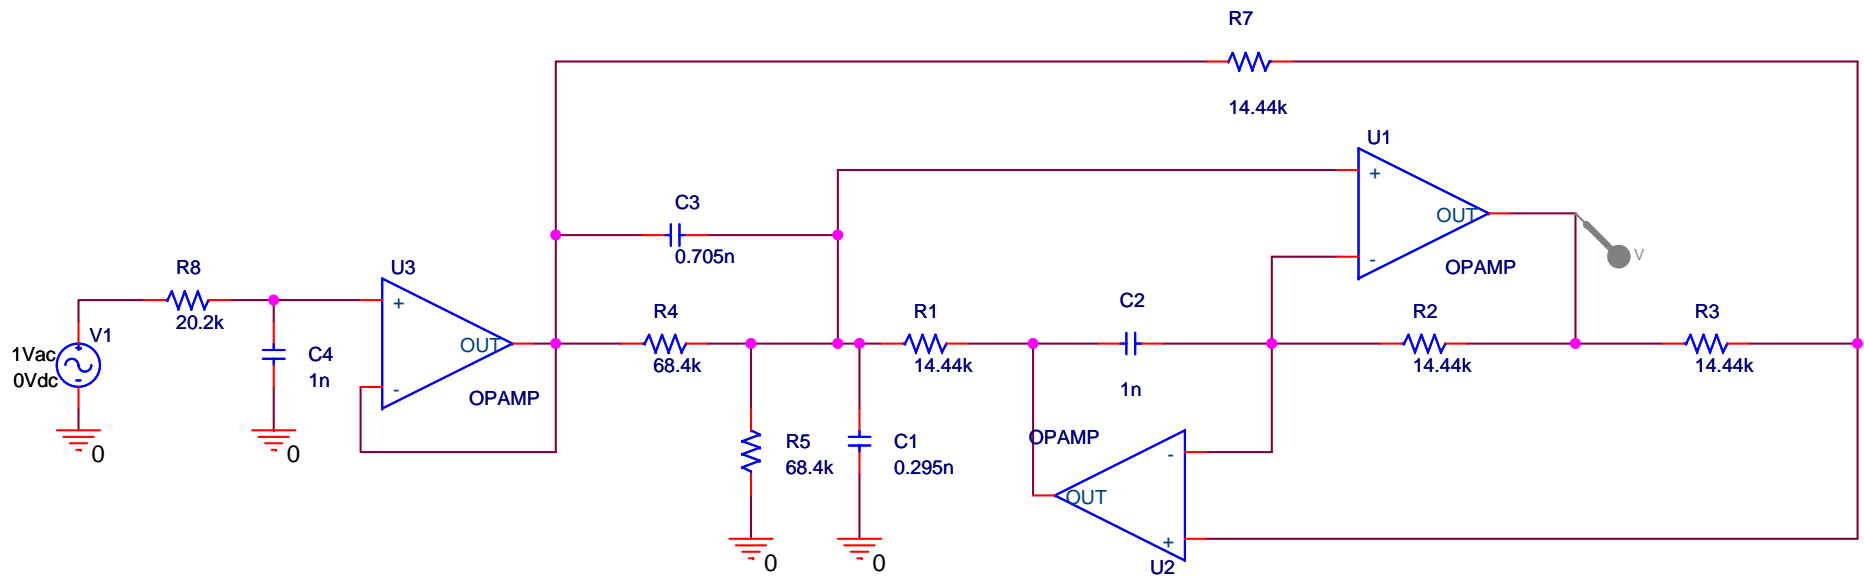 R7
14.44k
U1
+
OUT
-
OPAMP
V
C3
0.705n
R8
20.2k
U3
+
OUT
-
OPAMP
V1
1Vac
0Vdc
+
-
0
C4
1n
0
R4
68.4k
R1
14.44k
C2
1n
R2
14.44k
R3
14.44k
R5
68.4k
0
C1
0.295n
0
OPAMP
-
OUT
+
U2